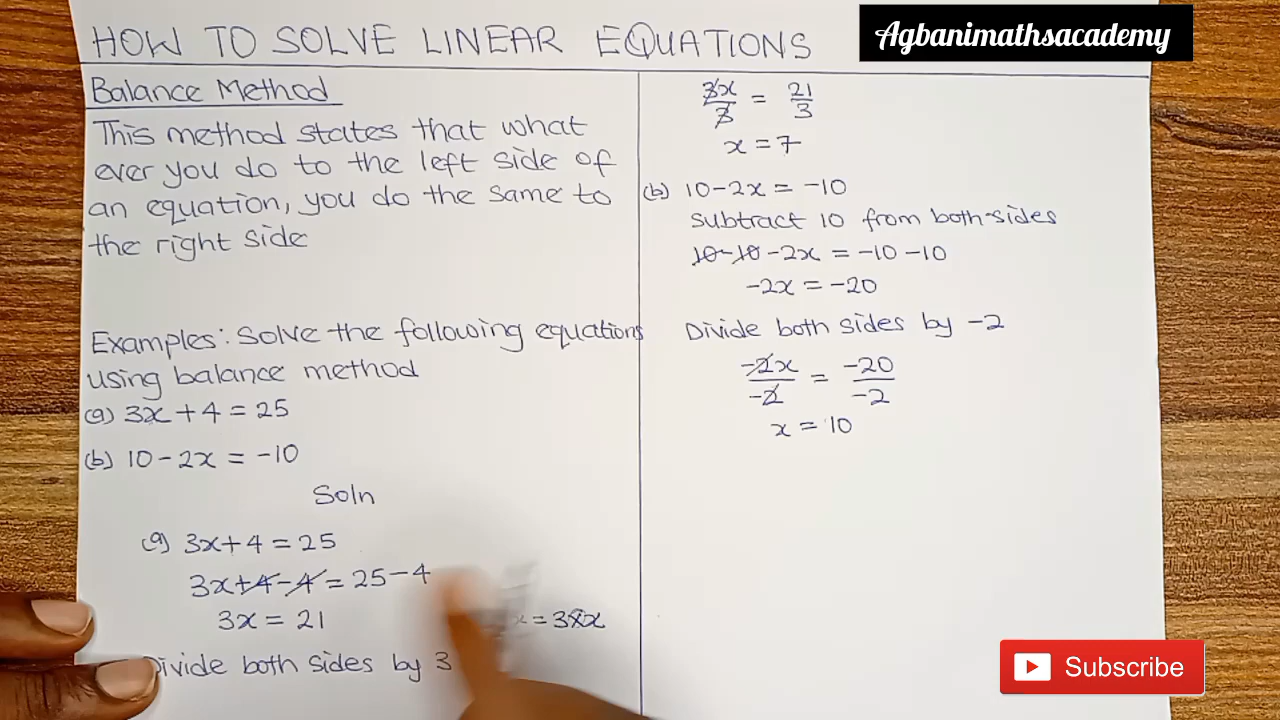 HOW TO SOLVE LINEAR EQUATIONS
Agbanimathsacademy
Balance Method
This method states that what
ever you do to the left side of
an equation, you do the same to
the right side
Examples: Solve the following equations
using balance method
(a) 3x + 4 = 25
(b) 10 - 2x = -10
Soln
(a) 3x + 4 = 25
3x + 4 - 4 = 25 - 4
3x = 21
x = 3×x
Divide both sides by 3
3x/3 = 21/3
x = 7
(b) 10 - 2x = -10
Subtract 10 from both sides
10 - 10 - 2x = -10 - 10
-2x = -20
Divide both sides by -2
-2x/-2 = -20/-2
x = 10
Subscribe